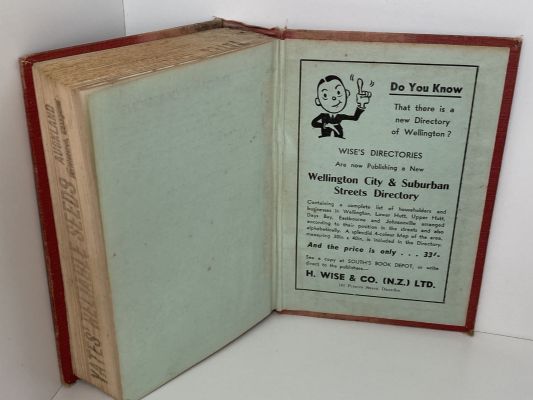 YATES' RELIABLE SEEDS AUCKLAND
Do You Know
That there is a
new Directory
of Wellington?
WISE'S DIRECTORIES
Are now Publishing a New
Wellington City & Suburban
Streets Directory
Containing a complete list of householders and
businesses in Wellington, Lower Hutt, Upper Hutt,
Days Bay, Eastbourne and Johnsonville arranged
according to their position in the streets and also
alphabetically. A splendid 4-colour Map of the area,
measuring 30in. x 40in. is included in the Directory.
And the price is only . . . 33/-
See a copy at SOUTH'S BOOK DEPOT, or write
direct to the publishers—
H. WISE & CO. (N.Z.) LTD.
Street Dunedin